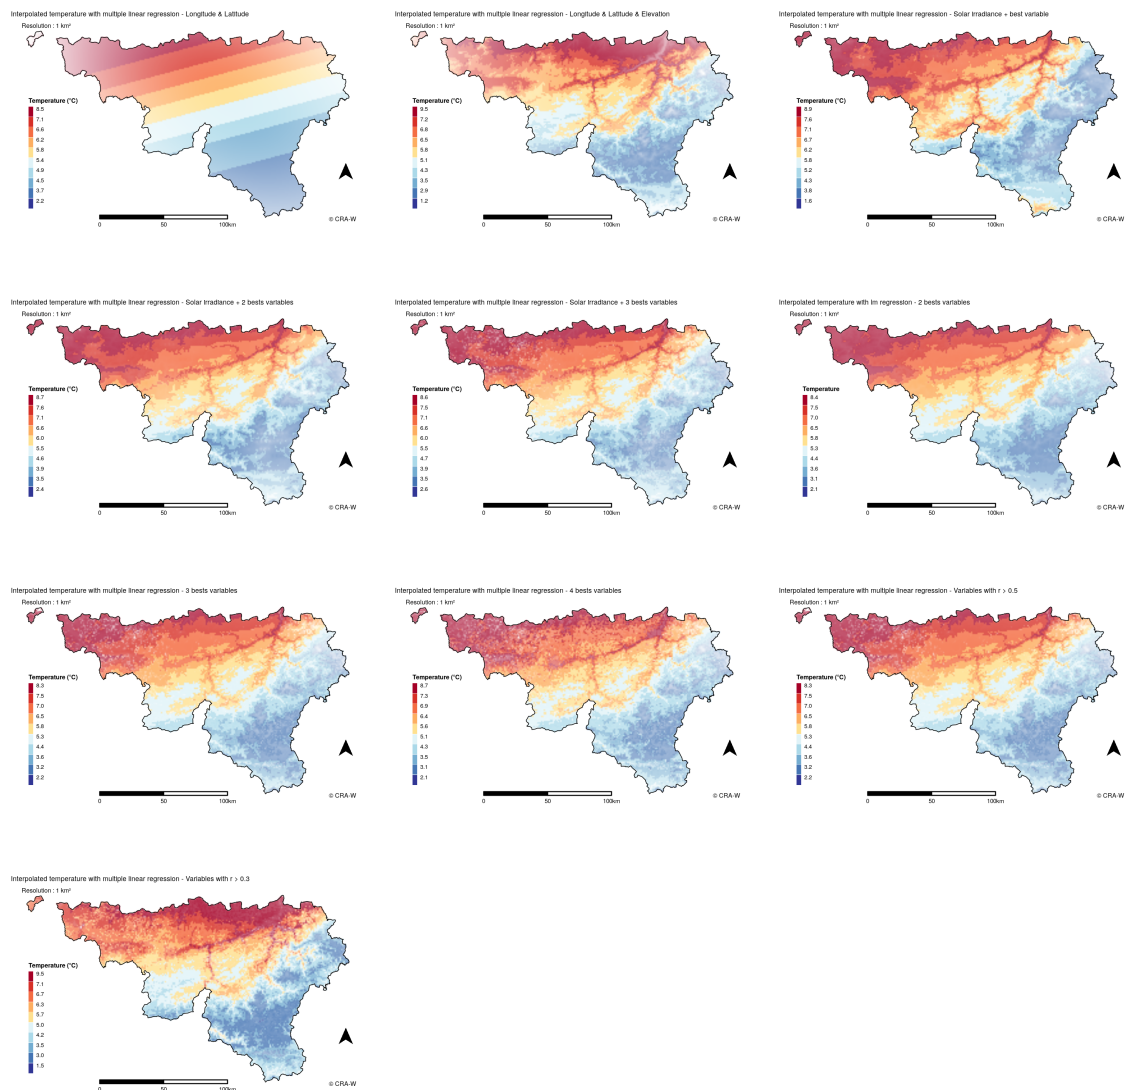 Interpolated temperature with multiple linear regression - Longitude & Latitude
Resolution : 1 km²
Temperature (°C)
8.5
7.1
6.6
6.2
5.8
5.4
4.9
4.5
3.7
2.2
0
50
100km
© CRA-W
Interpolated temperature with multiple linear regression - Longitude & Latitude & Elevation
Resolution : 1 km²
Temperature (°C)
9.5
7.2
6.8
6.2
5.8
5.1
4.3
3.5
2.9
1.2
0
50
100km
© CRA-W
Interpolated temperature with multiple linear regression - Solar Irradiance + best variable
Resolution : 1 km²
Temperature (°C)
8.9
7.6
7.1
6.6
5.8
5.2
4.3
3.8
1.6
0
50
100km
© CRA-W
Interpolated temperature with multiple linear regression - Solar Irradiance + 2 bests variables
Resolution : 1 km²
Temperature (°C)
8.7
7.6
7.1
6.8
6.0
5.5
4.6
3.9
3.5
2.4
0
50
100km
© CRA-W
Interpolated temperature with multiple linear regression - Solar Irradiance + 3 bests variables
Resolution : 1 km²
Temperature (°C)
8.6
7.5
7.1
6.6
6.0
5.5
4.7
3.9
3.5
2.6
0
50
100km
© CRA-W
Interpolated temperature with lm regression - 2 bests variables
Resolution : 1 km²
Temperature
8.4
7.5
7.0
6.5
5.8
5.3
4.4
3.6
3.1
2.1
0
50
100km
© CRA-W
Interpolated temperature with multiple linear regression - 3 bests variables
Resolution : 1 km²
Temperature (°C)
8.3
7.5
7.0
6.5
5.8
5.3
4.4
3.6
3.2
2.2
0
50
100km
© CRA-W
Interpolated temperature with multiple linear regression - 4 bests variables
Resolution : 1 km²
Temperature (°C)
8.7
7.5
6.9
6.4
5.8
5.1
4.3
3.5
3.1
2.1
0
50
100km
© CRA-W
Interpolated temperature with multiple linear regression - Variables with r > 0.5
Resolution : 1 km²
Temperature (°C)
8.3
7.5
7.0
6.5
5.8
5.3
4.4
3.6
3.2
2.2
0
50
100km
© CRA-W
Interpolated temperature with multiple linear regression - Variables with r > 0.3
Resolution : 1 km²
Temperature (°C)
9.5
7.1
6.7
6.3
5.7
5.0
4.2
3.5
3.0
1.5
0
50
100km
© CRA-W